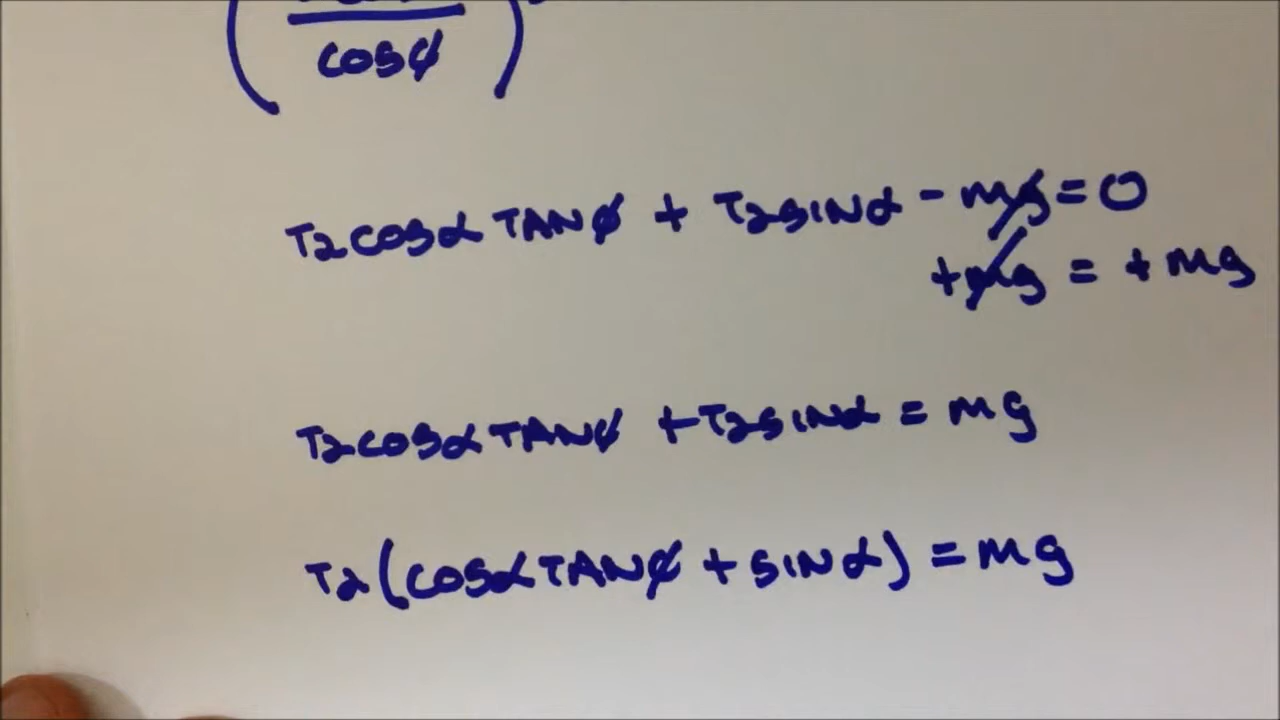 cosφ
T2cosα TANφ + T2sinα - mg = 0
+mg = +mg
T2cosα TANφ + T2sinα = mg
T2(cosα TANφ + sinα) = mg